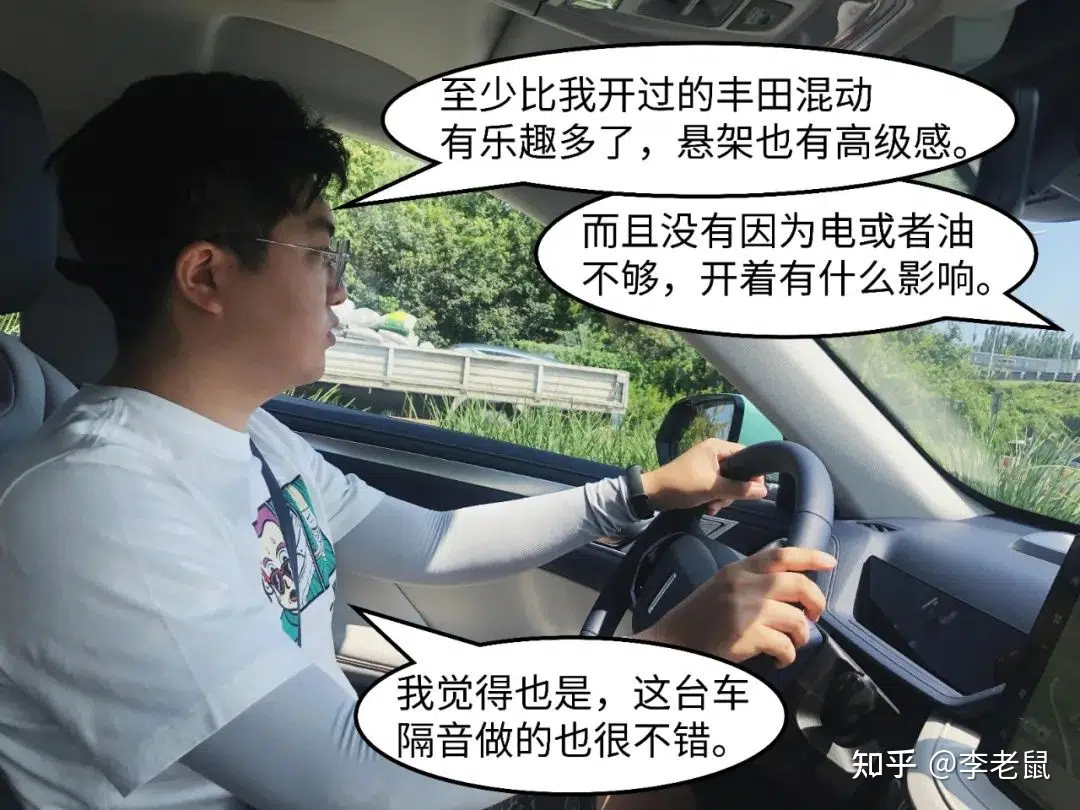 至少比我开过的丰田混动
有乐趣多了，悬架也有高级感。
而且没有因为电或者油
不够，开着有什么影响。
我觉得也是，这台车
隔音做的也很不错。
知乎 @李老鼠